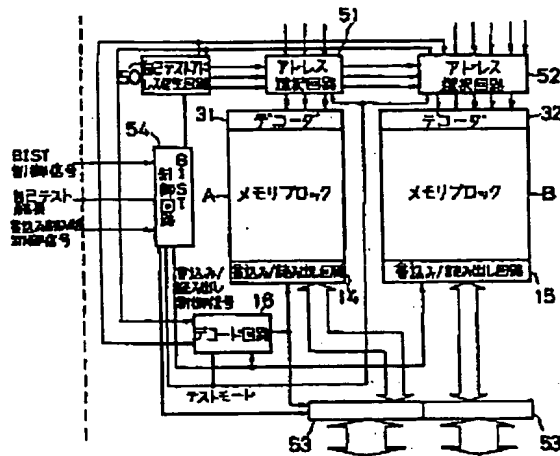 51
50
自己テストアド
レス発生回路
アドレス
選択回路
アドレス
選択回路
52
31
デコーダ
デコーダ
32
54
BIST
制御信号
BIST
制御回路
自己テスト
結果
書込み/読み出し
制御信号
A
メモリブロック
メモリブロック
B
書込み/読み出し回路
書込み/読み出し回路
14
15
書込み/
読み出し
制御信号
16
デコード回路
テストモード
53
53